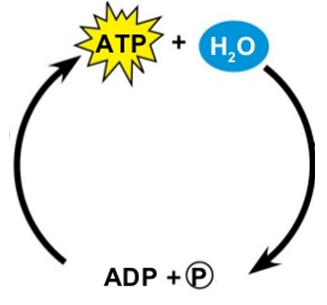 ATP + H₂O
ADP + P